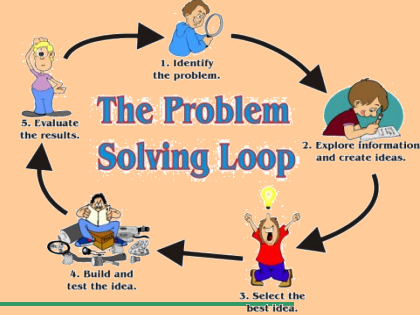 The Problem
Solving Loop
1. Identify
the problem.
2. Explore information
and create ideas.
3. Select the
best idea.
4. Build and
test the idea.
5. Evaluate
the results.